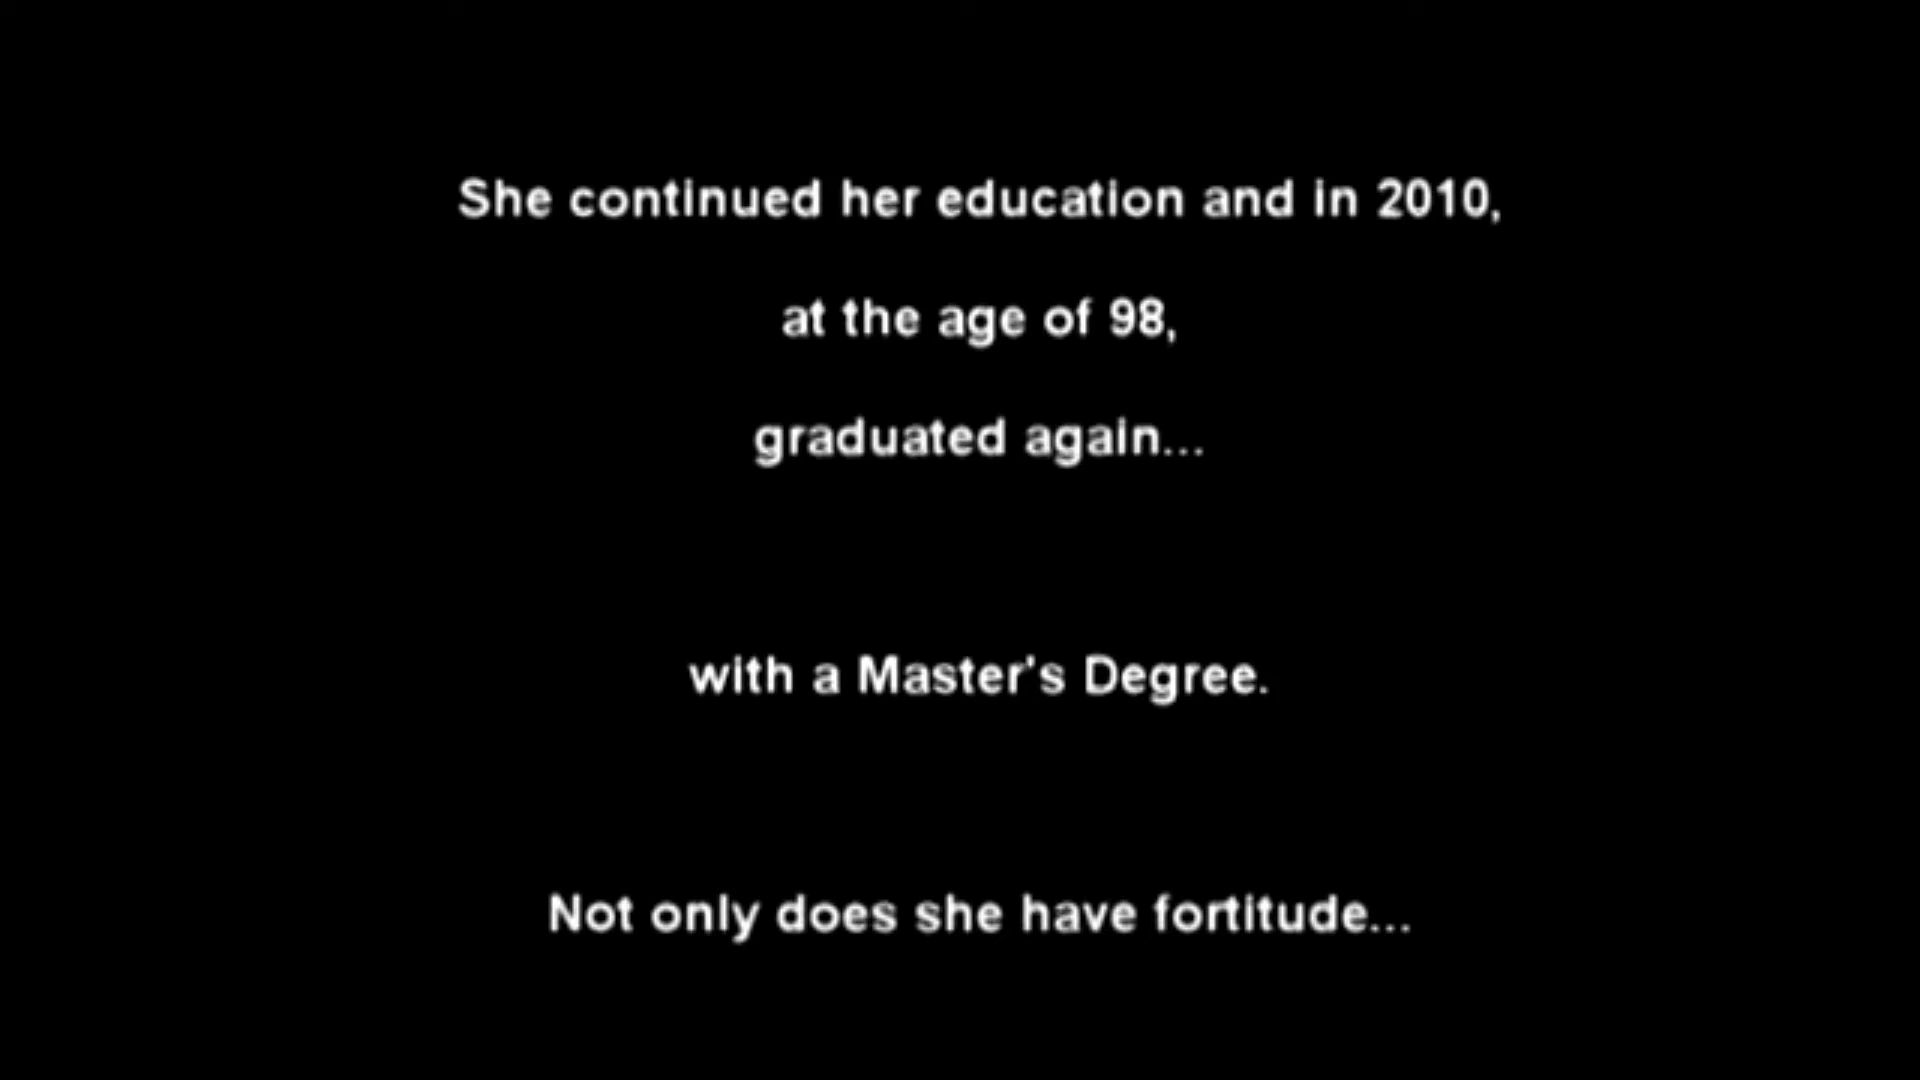 She continued her education and in 2010,
at the age of 98,
graduated again...
with a Master's Degree.
Not only does she have fortitude...